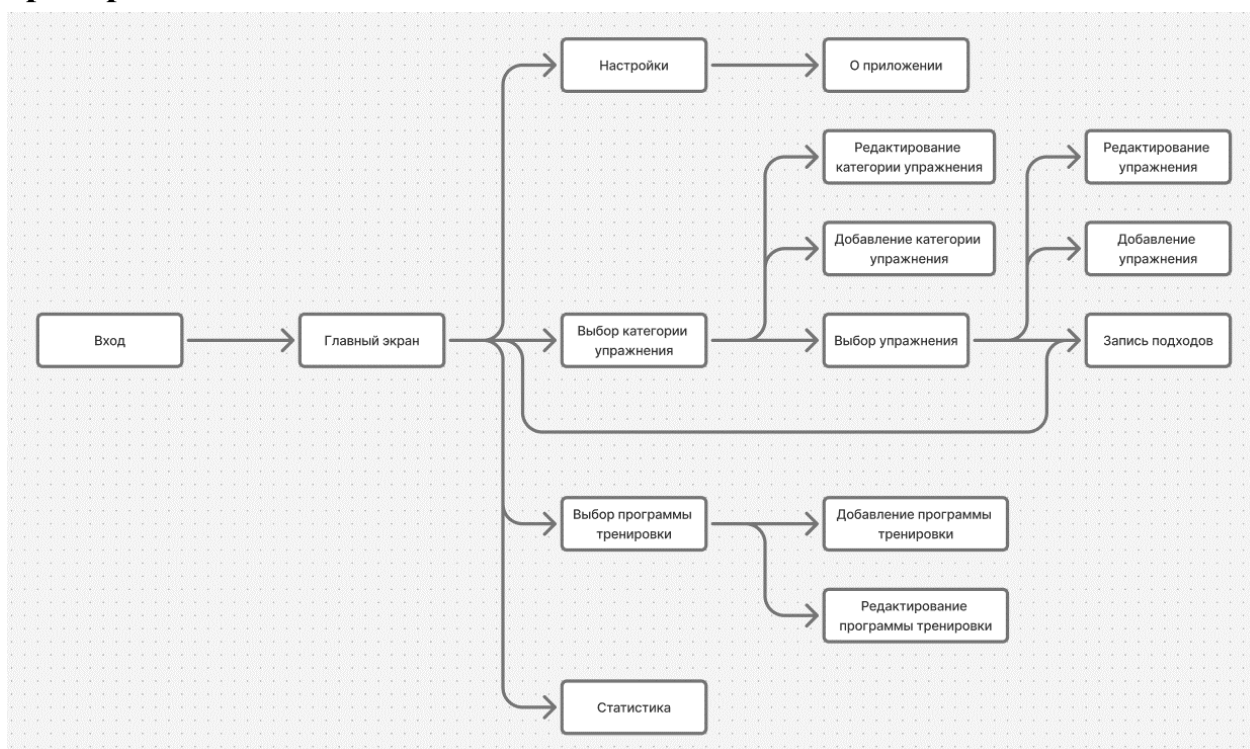 Настройки
О приложении
Редактирование
категории упражнения
Редактирование
упражнения
Добавление категории
упражнения
Добавление
упражнения
Вход
Главный экран
Выбор категории
упражнения
Выбор упражнения
Запись подходов
Выбор программы
тренировки
Добавление программы
тренировки
Редактирование
программы тренировки
Статистика